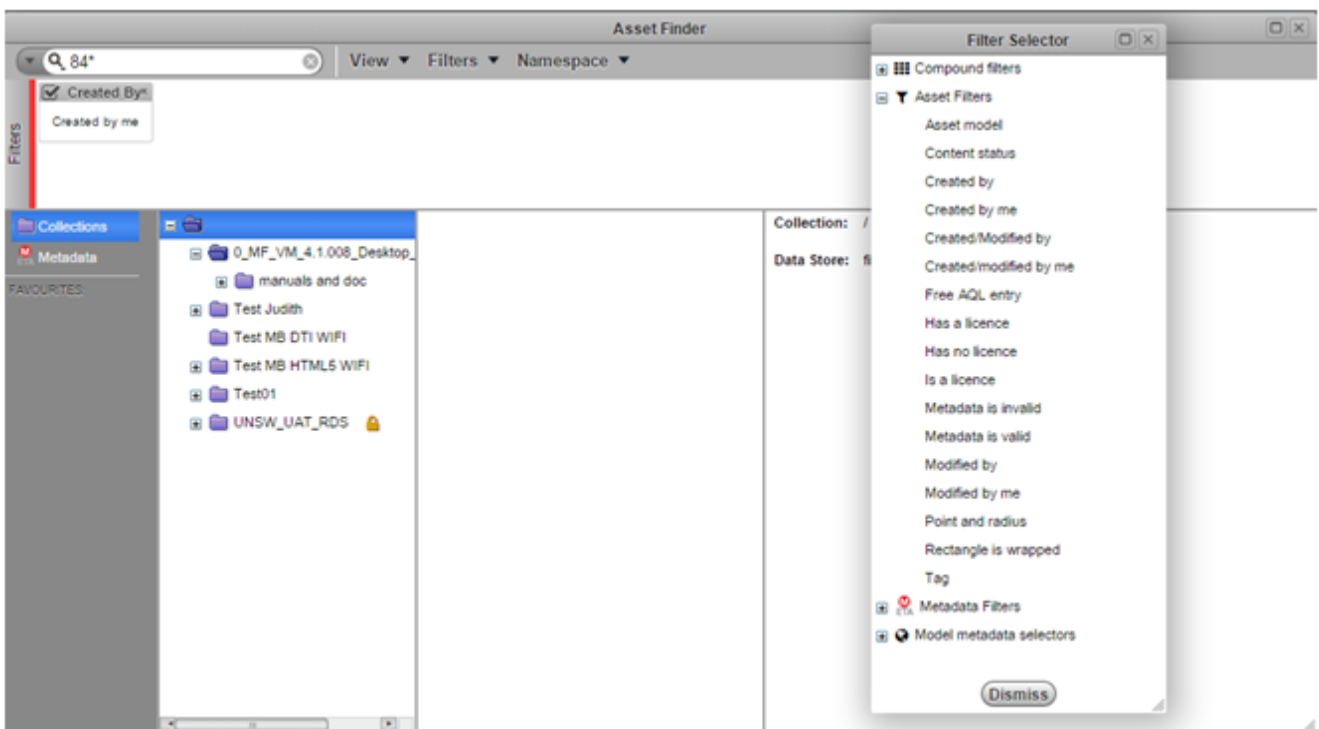 Asset Finder
84*
View
Filters
Namespace
Filters
Created By
Created by me
Collections
Metadata
FAVOURITES:
0_MF_VM_4.1.008_Desktop_
manuals and doc
Test Judith
Test MB DTI WIFI
Test MB HTML5 WIFI
Test01
UNSW_UAT_RDS
Collection: /
Data Store:
Filter Selector
Compound filters
Asset Filters
Asset model
Content status
Created by
Created by me
Created/Modified by
Created/modified by me
Free AQL entry
Has a licence
Has no licence
Is a licence
Metadata is invalid
Metadata is valid
Modified by
Modified by me
Point and radius
Rectangle is wrapped
Tag
Metadata Filters
Model metadata selectors
Dismiss